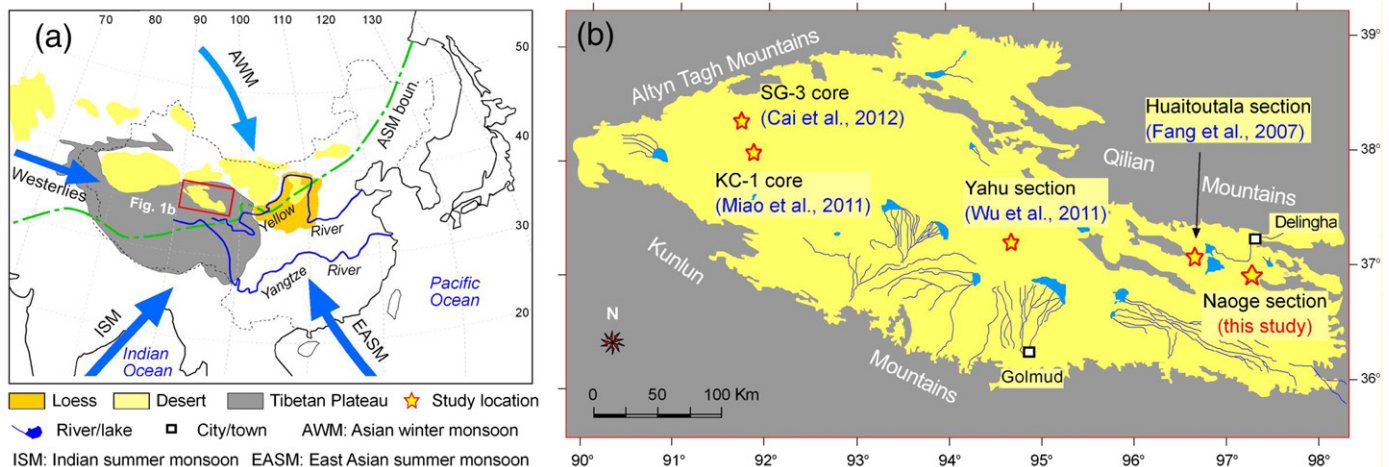 (a)
70
80
90
100
110
120
130
50
40
30
20
AWM
ASM boun.
Westerlies
Fig. 1b
Yellow
River
Yangtze
River
Pacific
Ocean
ISM
Indian
Ocean
EASM
Loess
Desert
Tibetan Plateau
Study location
River/lake
City/town
AWM: Asian winter monsoon
ISM: Indian summer monsoon
EASM: East Asian summer monsoon
(b)
39°
38°
37°
36°
Altyn Tagh Mountains
SG-3 core
(Cai et al., 2012)
KC-1 core
(Miao et al., 2011)
Yahu section
(Wu et al., 2011)
Huaitoutala section
(Fang et al., 2007)
Qilian
Mountains
Delingha
Naoge section
(this study)
Kunlun
Mountains
Golmud
N
0
50
100 Km
90°
91°
92°
93°
94°
95°
96°
97°
98°